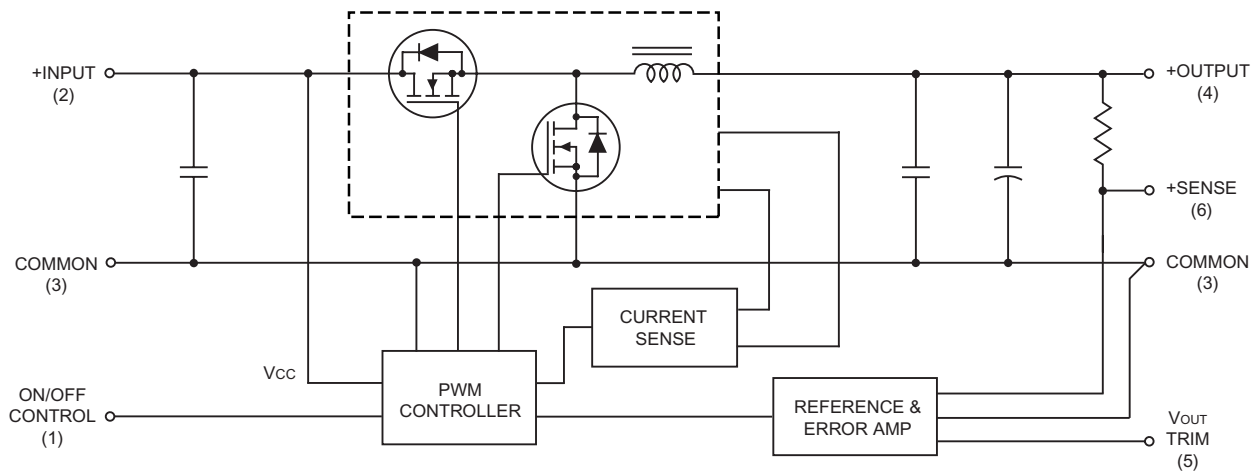 +INPUT
(2)
+OUTPUT
(4)
+SENSE
(6)
COMMON
(3)
COMMON
(3)
CURRENT
SENSE
VCC
ON/OFF
CONTROL
(1)
PWM
CONTROLLER
REFERENCE &
ERROR AMP
VOUT
TRIM
(5)